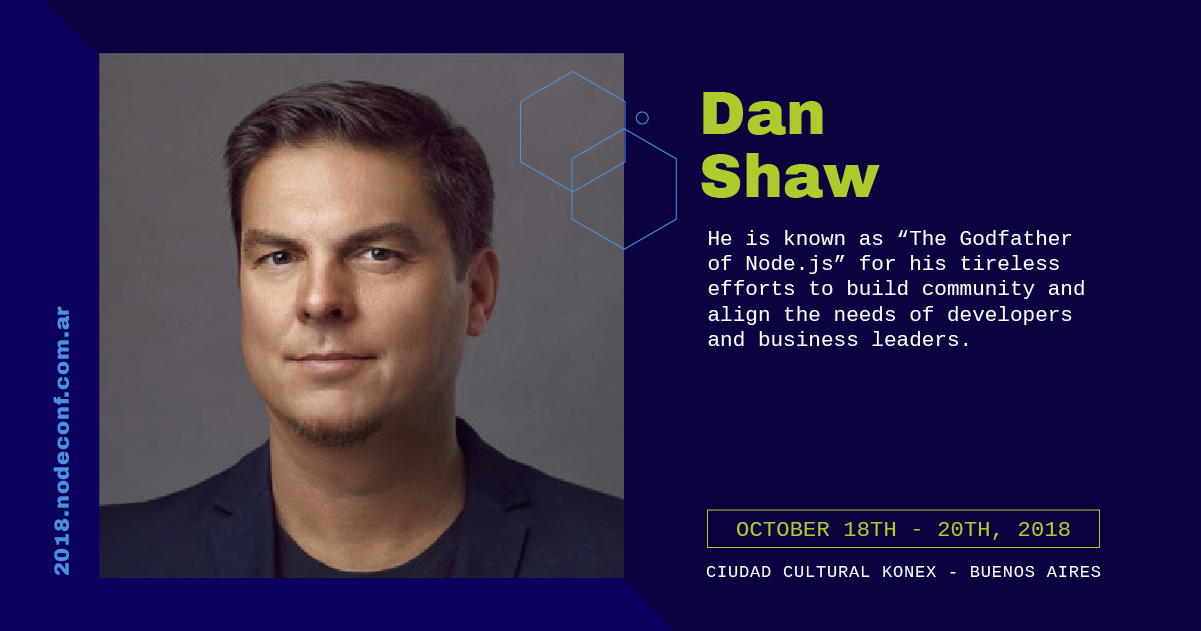 Dan
Shaw
He is known as “The Godfather
of Node.js” for his tireless
efforts to build community and
align the needs of developers
and business leaders.
OCTOBER 18TH - 20TH, 2018
CIUDAD CULTURAL KONEX - BUENOS AIRES
2018.nodeconf.com.ar